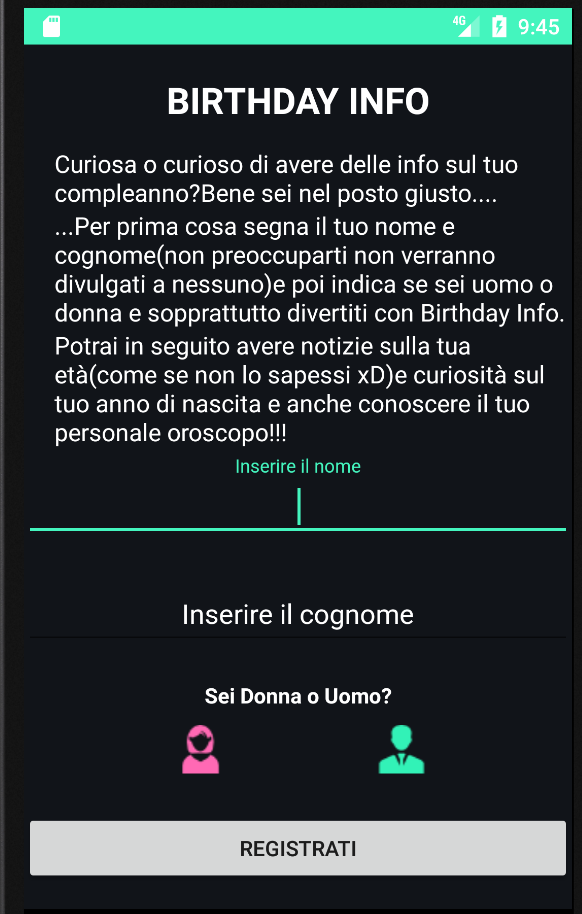 4G 9:45
BIRTHDAY INFO
Curiosa o curioso di avere delle info sul tuo
compleanno?Bene sei nel posto giusto....
...Per prima cosa segna il tuo nome e
cognome(non preoccuparti non verranno
divulgati a nessuno)e poi indica se sei uomo o
donna e sopprattutto divertiti con Birthday Info.
Potrai in seguito avere notizie sulla tua
età(come se non lo sapessi xD)e curiosità sul
tuo anno di nascita e anche conoscere il tuo
personale oroscopo!!!
Inserire il nome
Inserire il cognome
Sei Donna o Uomo?
REGISTRATI